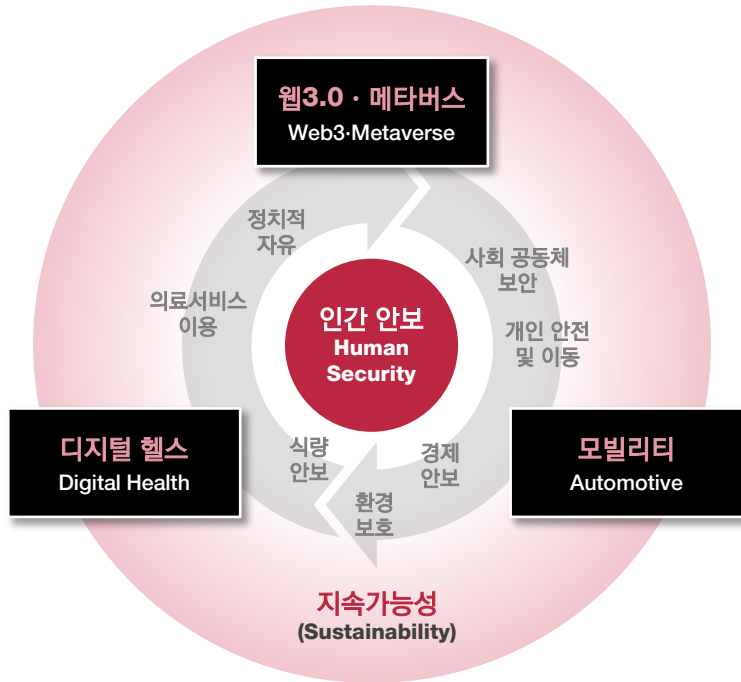 웹3.0 · 메타버스
Web3·Metaverse
정치적
자유
사회 공동체
보안
의료서비스
이용
인간 안보
Human
Security
개인 안전
및 이동
디지털 헬스
Digital Health
식량
안보
경제
안보
모빌리티
Automotive
환경
보호
지속가능성
(Sustainability)